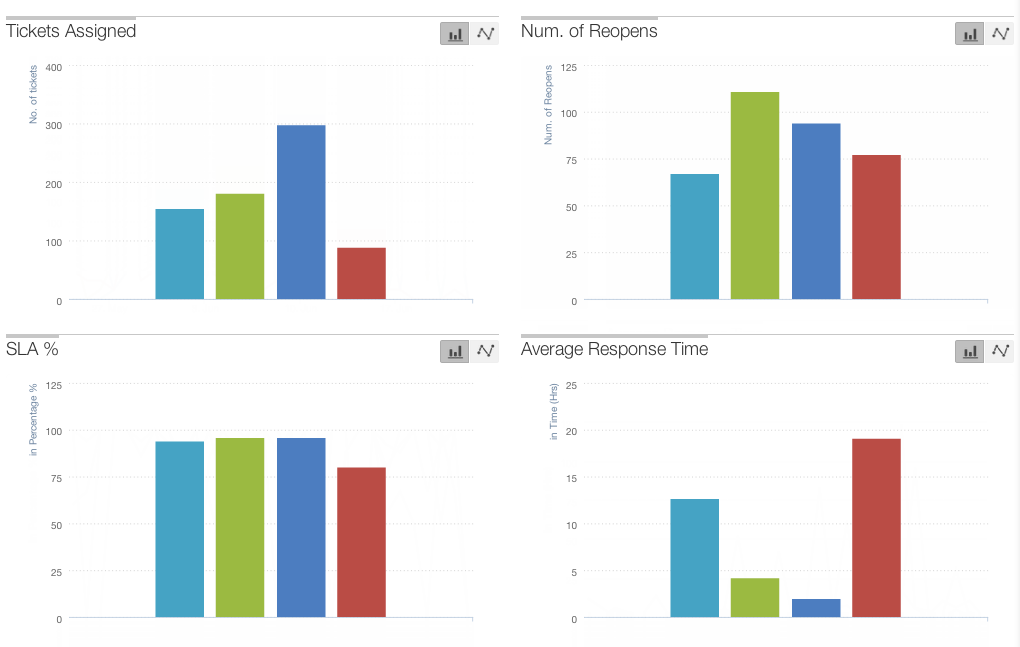 Tickets Assigned
No. of tickets
400
300
200
100
0
Num. of Reopens
Num. of Reopens
125
100
75
50
25
0
SLA %
in Percentage %
125
100
75
50
25
0
Average Response Time
in Time (Hrs)
25
20
15
10
5
0